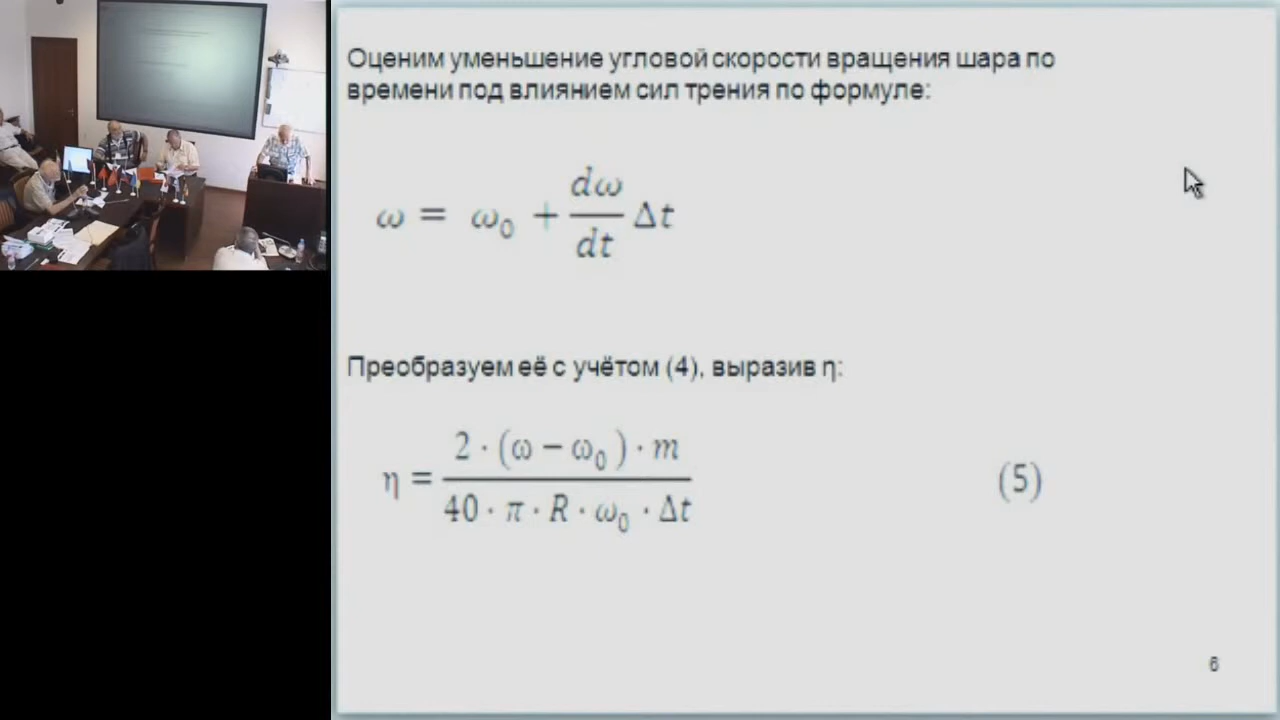 Оценим уменьшение угловой скорости вращения шара по
времени под влиянием сил трения по формуле:
ω = ω₀ + dω/dt Δt
Преобразуем её с учётом (4), выразив η:
η = 2 · (ω − ω₀) · m / 40 · π · R · ω₀ · Δt (5)
6